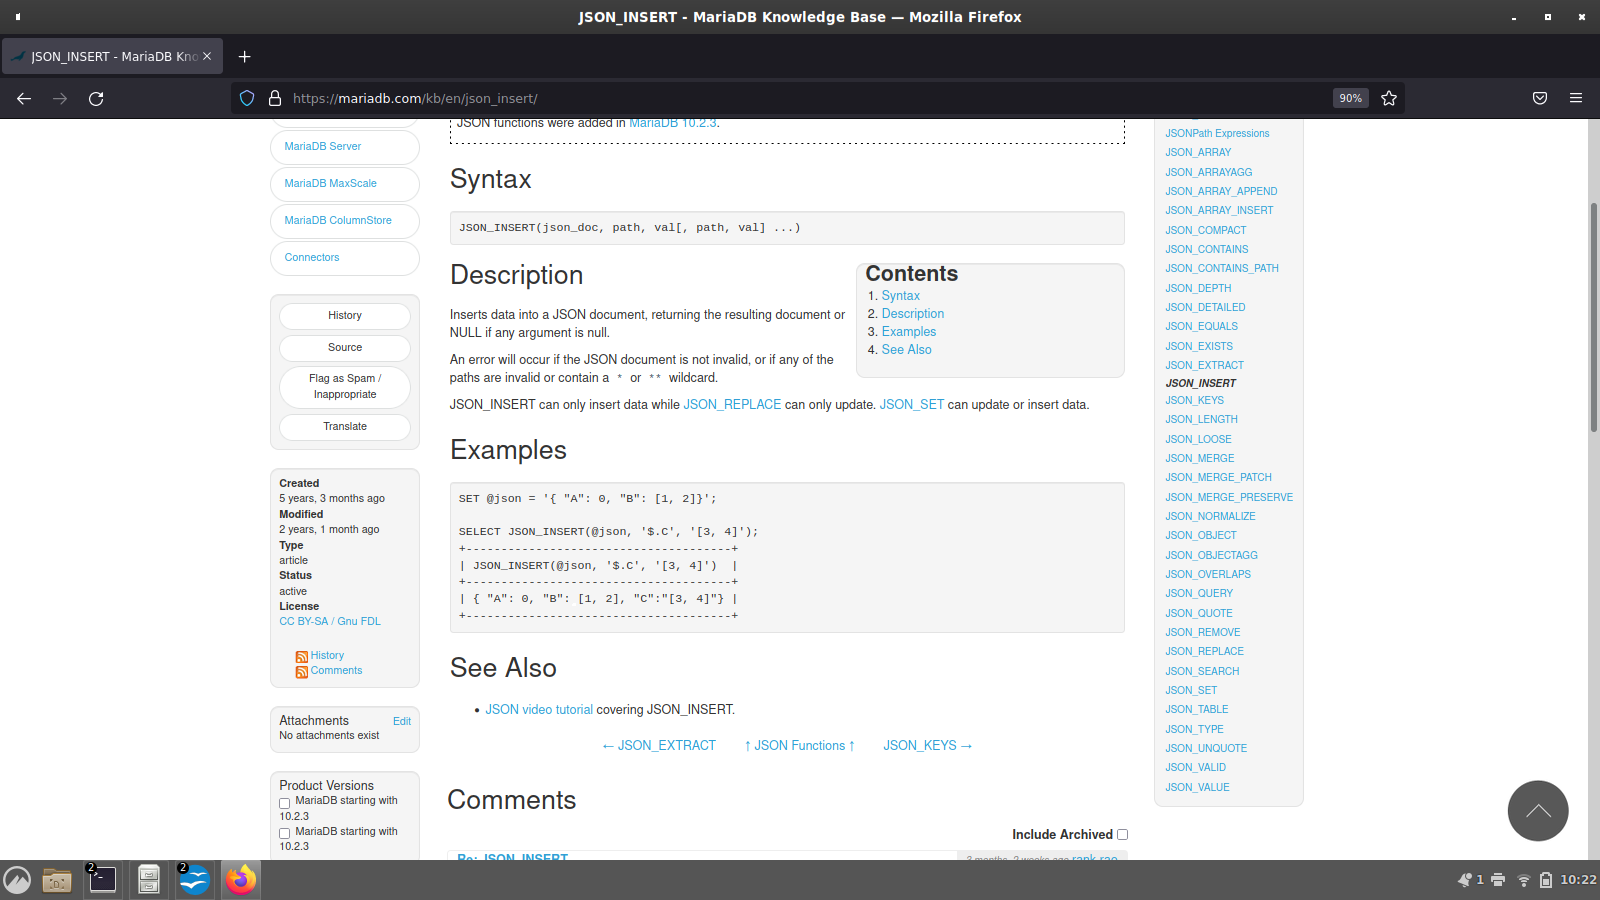 JSON_INSERT - MariaDB Knowledge Base — Mozilla Firefox
JSON_INSERT - MariaDB Kno
https://mariadb.com/kb/en/json_insert/
90%
MariaDB Server
MariaDB MaxScale
MariaDB ColumnStore
Connectors
History
Source
Flag as Spam /
Inappropriate
Translate
Created
5 years, 3 months ago
Modified
2 years, 1 month ago
Type
article
Status
active
License
CC BY-SA / Gnu FDL
History
Comments
Attachments Edit
No attachments exist
Product Versions
MariaDB starting with
10.2.3
MariaDB starting with
10.2.3
JSON functions were added in MariaDB 10.2.3.
Syntax
JSON_INSERT(json_doc, path, val[, path, val] ...)
Description
Inserts data into a JSON document, returning the resulting document or
NULL if any argument is null.
An error will occur if the JSON document is not invalid, or if any of the
paths are invalid or contain a * or ** wildcard.
JSON_INSERT can only insert data while JSON_REPLACE can only update. JSON_SET can update or insert data.
Contents
1. Syntax
2. Description
3. Examples
4. See Also
Examples
SET @json = '{ "A": 0, "B": [1, 2]}';
SELECT JSON_INSERT(@json, '$.C', '[3, 4]');
+--------------------------------------+
| JSON_INSERT(@json, '$.C', '[3, 4]')  |
+--------------------------------------+
| { "A": 0, "B": [1, 2], "C":"[3, 4]"} |
+--------------------------------------+
See Also
• JSON video tutorial covering JSON_INSERT.
← JSON_EXTRACT ↑ JSON Functions ↑ JSON_KEYS →
Comments
Include Archived
Re: JSON_INSERT 3 months, 2 weeks ago rank rao
JSONPath Expressions
JSON_ARRAY
JSON_ARRAYAGG
JSON_ARRAY_APPEND
JSON_ARRAY_INSERT
JSON_COMPACT
JSON_CONTAINS
JSON_CONTAINS_PATH
JSON_DEPTH
JSON_DETAILED
JSON_EQUALS
JSON_EXISTS
JSON_EXTRACT
JSON_INSERT
JSON_KEYS
JSON_LENGTH
JSON_LOOSE
JSON_MERGE
JSON_MERGE_PATCH
JSON_MERGE_PRESERVE
JSON_NORMALIZE
JSON_OBJECT
JSON_OBJECTAGG
JSON_OVERLAPS
JSON_QUERY
JSON_QUOTE
JSON_REMOVE
JSON_REPLACE
JSON_SEARCH
JSON_SET
JSON_TABLE
JSON_TYPE
JSON_UNQUOTE
JSON_VALID
JSON_VALUE
2
2
1
10:22